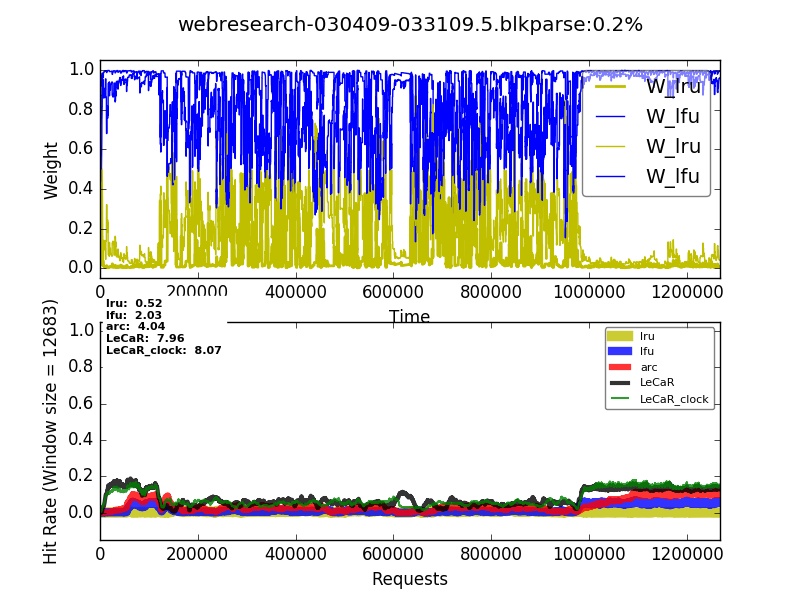 webresearch-030409-033109.5.blkparse:0.2%
1.0
0.8
0.6
0.4
0.2
0.0
Weight
W_lru
W_lfu
W_lru
W_lfu
0 200000 400000 600000 800000 1000000 1200000
Time
lru: 0.52
lfu: 2.03
arc: 4.04
LeCaR: 7.96
LeCaR_clock: 8.07
1.0
0.8
0.6
0.4
0.2
0.0
Hit Rate (Window size = 12683)
lru
lfu
arc
LeCaR
LeCaR_clock
0 200000 400000 600000 800000 1000000 1200000
Requests